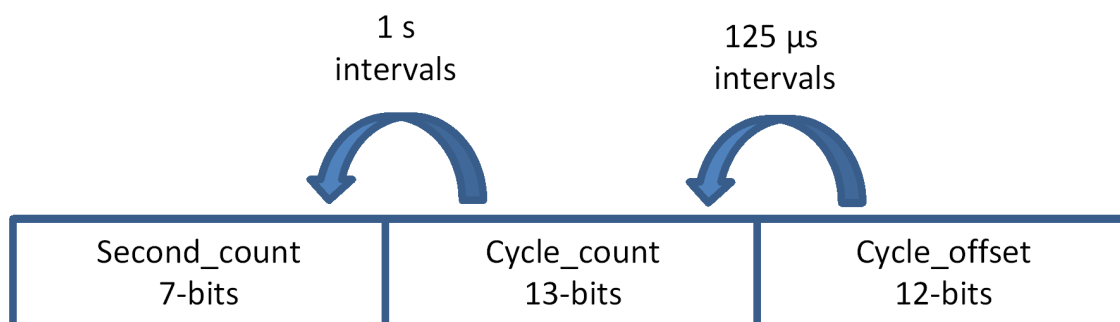 1 s
intervals
125 μs
intervals
Second_count
7-bits
Cycle_count
13-bits
Cycle_offset
12-bits